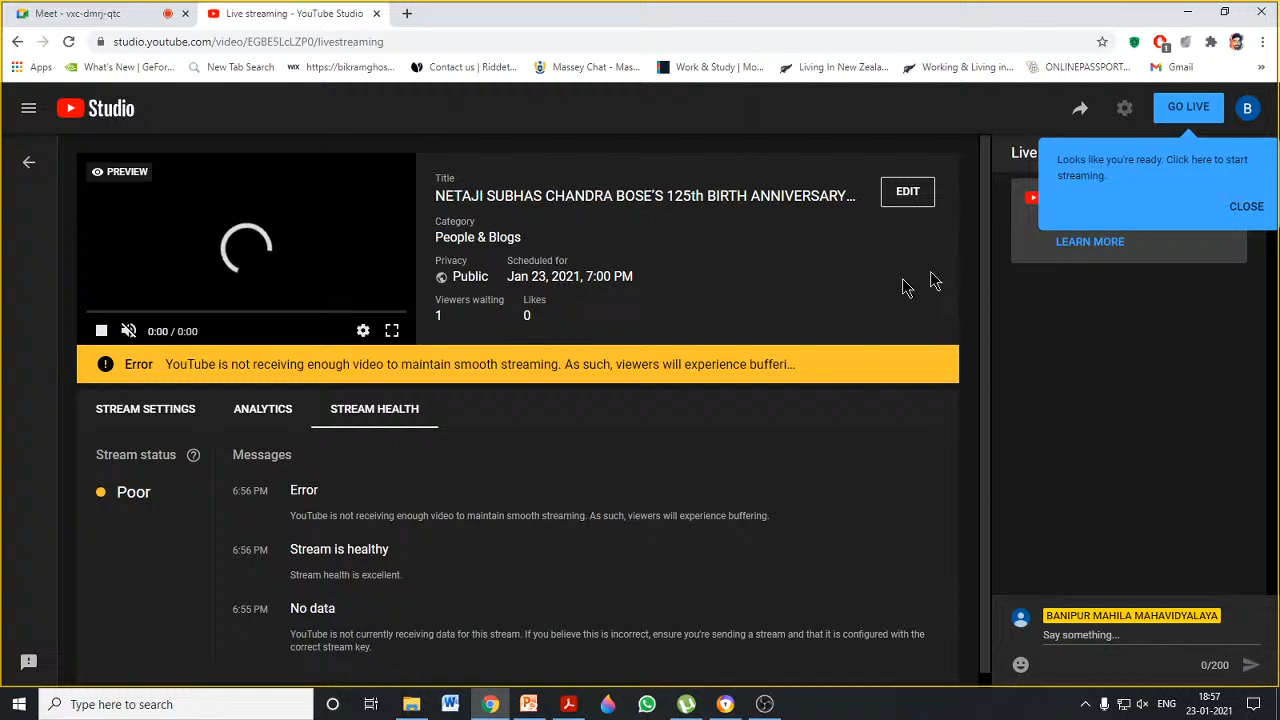 Meet - vxc-dmrj-qtc
Live streaming - YouTube Studio
studio.youtube.com/video/EGBE5LcLZP0/livestreaming
Apps
What's New? (GeFor...
New Tab Search
https://bikramghos...
Contact us | Riddet...
Massey Chat - Mas...
Work & Study | Mo...
Living In New Zeala...
Working & Living in...
ONLINEPASSPORT...
Gmail
»
Studio
GO LIVE
B
PREVIEW
Title
NETAJI SUBHAS CHANDRA BOSE'S 125th BIRTH ANNIVERSARY...
EDIT
Category
People & Blogs
Privacy
Public
Scheduled for
Jan 23, 2021, 7:00 PM
Viewers waiting
1
Likes
0
0:00 / 0:00
Live
Looks like you're ready. Click here to start
streaming.
CLOSE
LEARN MORE
Error YouTube is not receiving enough video to maintain smooth streaming. As such, viewers will experience bufferi...
STREAM SETTINGS
ANALYTICS
STREAM HEALTH
Stream status
Poor
Messages
6:56 PM
Error
YouTube is not receiving enough video to maintain smooth streaming. As such, viewers will experience buffering.
6:56 PM
Stream is healthy
Stream health is excellent.
6:55 PM
No data
YouTube is not currently receiving data for this stream. If you believe this is incorrect, ensure you're sending a stream and that it is configured with the
correct stream key.
BANIPUR MAHILA MAHAVIDYALAYA
Say something...
0/200
Type here to search
ENG
18:57
23-01-2021